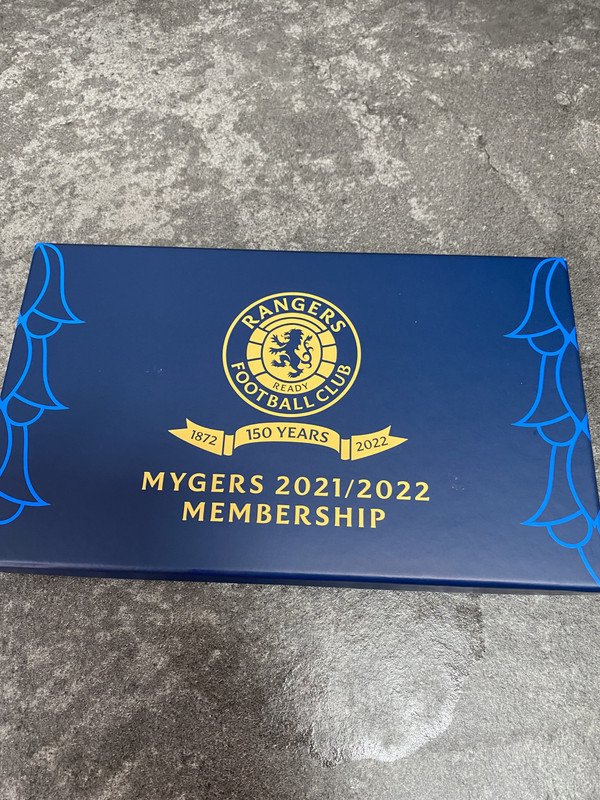 RANGERS
READY
FOOTBALL CLUB
1872 150 YEARS 2022
MYGERS 2021/2022
MEMBERSHIP